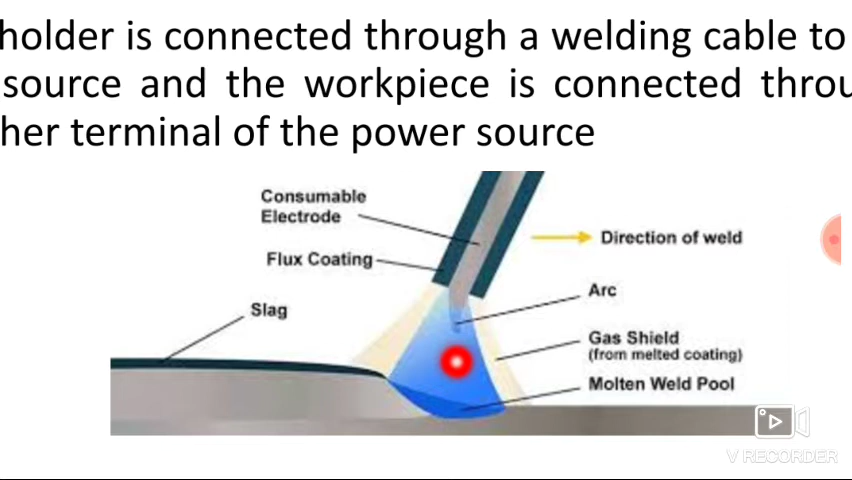 holder is connected through a welding cable to
source and the workpiece is connected throu
her terminal of the power source
Consumable
Electrode
Direction of weld
Flux Coating
Arc
Slag
Gas Shield
(from melted coating)
Molten Weld Pool
V RECORDER